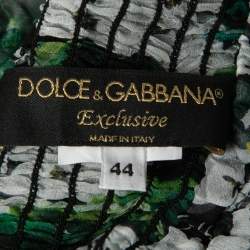 DOLCE & GABBANA®
Exclusive
MADE IN ITALY
44